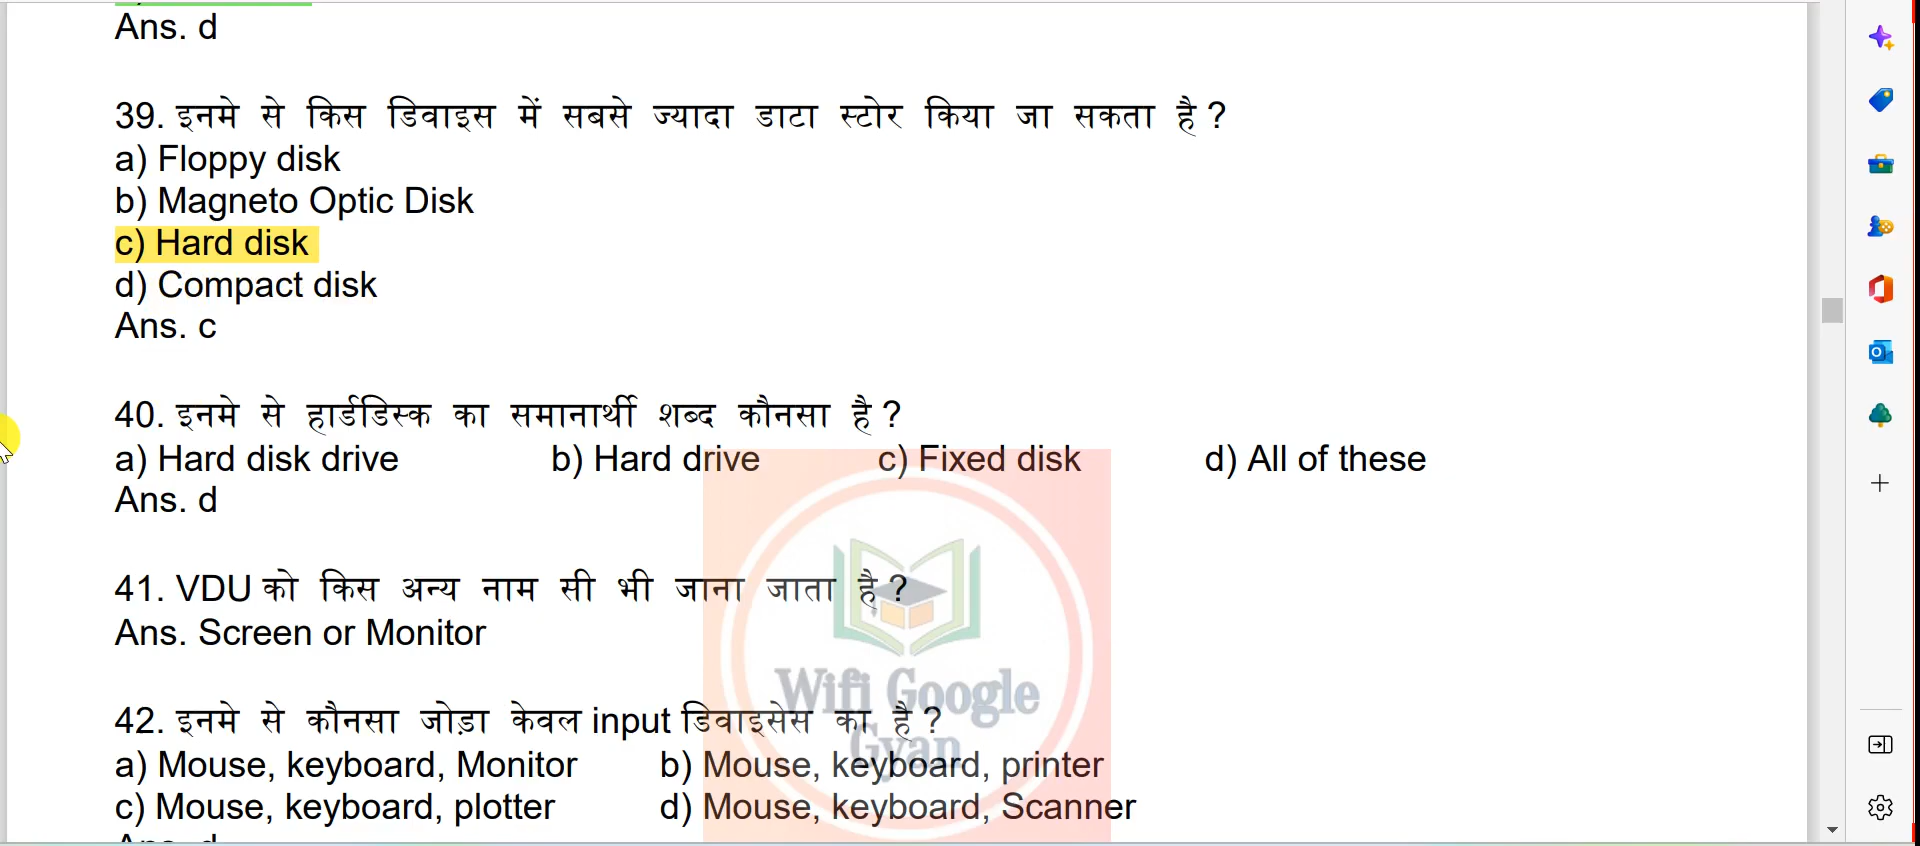 Ans. d
39. इनमे से किस डिवाइस में सबसे ज्यादा डाटा स्टोर किया जा सकता है ?
a) Floppy disk
b) Magneto Optic Disk
c) Hard disk
d) Compact disk
Ans. c
40. इनमे से हार्डडिस्क का समानार्थी शब्द कौनसा है ?
a) Hard disk drive b) Hard drive c) Fixed disk d) All of these
Ans. d
41. VDU को किस अन्य नाम सी भी जाना जाता है ?
Ans. Screen or Monitor
Wifi Google
Gyan
42. इनमे से कौनसा जोड़ा केवल input डिवाइसेस का है ?
a) Mouse, keyboard, Monitor b) Mouse, keyboard, printer
c) Mouse, keyboard, plotter d) Mouse, keyboard, Scanner
Ans. d